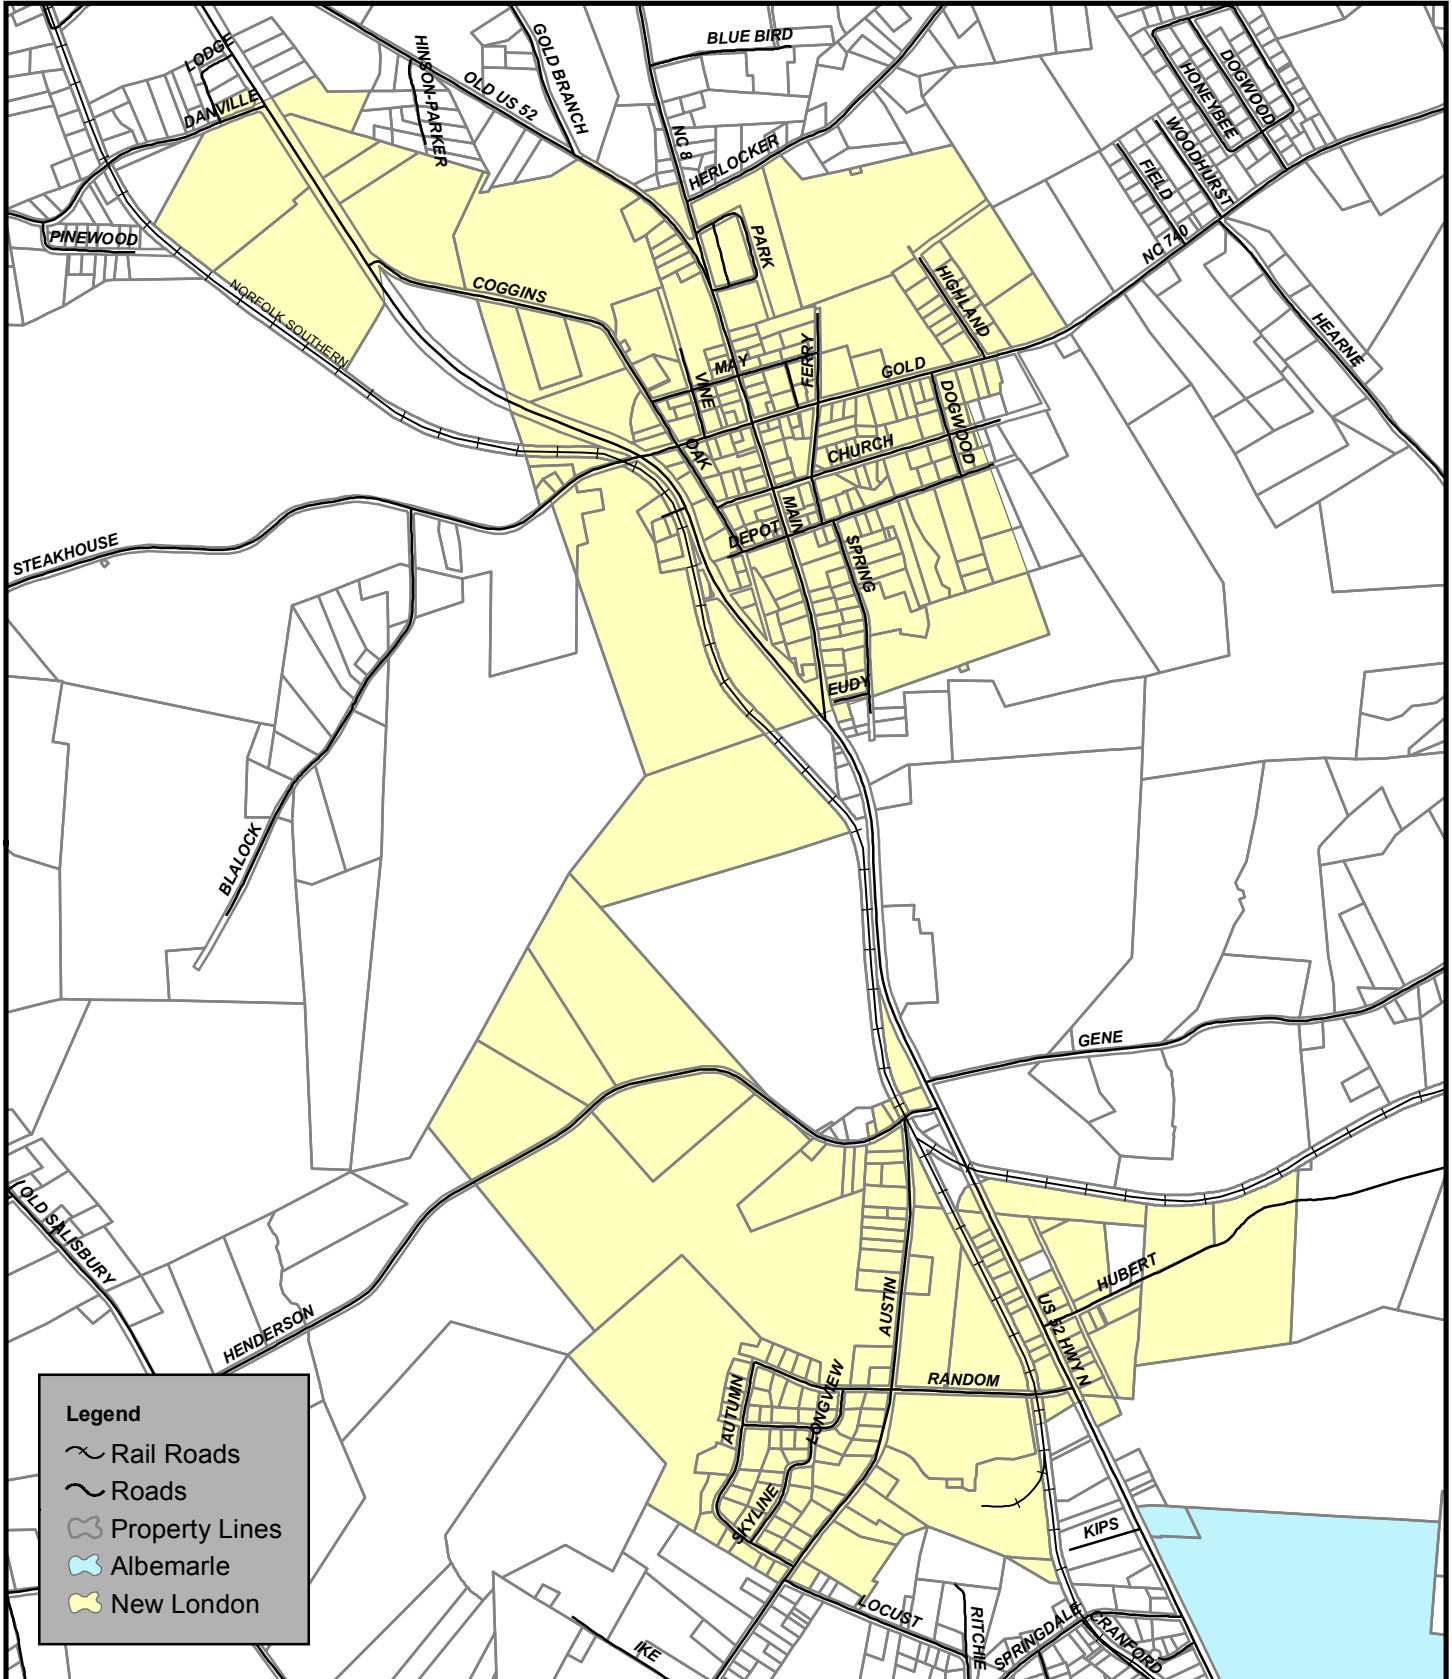 BLUE BIRD
LODGE
HINSON-PARKER
OLD US 52
GOLD BRANCH
DANVILLE
NC 8
HERLOCKER
DOGWOOD
HONEYBEE
WOODHURST
FIELD
PINEWOOD
PARK
NC 740
NORFOLK SOUTHERN
COGGINS
HIGHLAND
HEARNE
MAY
VINE
FERRY
GOLD
DOGWOOD
OAK
CHURCH
MAIN
DEPOT
SPRING
STEAKHOUSE
EUDY
BLALOCK
GENE
OLD SALISBURY
HENDERSON
AUSTIN
HUBERT
US 52 HWY N
RANDOM
AUTUMN
LONGVIEW
SKYLINE
KIPS
LOCUST
RITCHIE
SPRINGDALE
CRANFORD
IKE
Legend
Rail Roads
Roads
Property Lines
Albemarle
New London